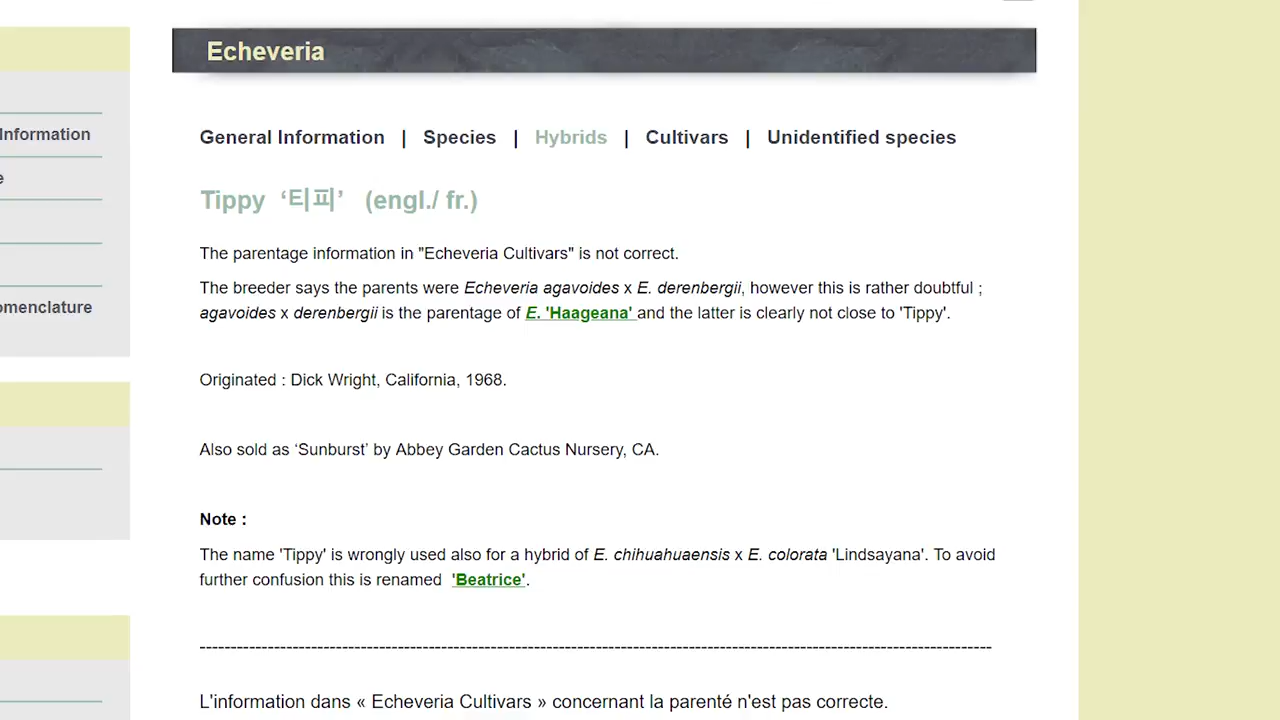 Echeveria
Information
General Information | Species | Hybrids | Cultivars | Unidentified species
Tippy ‘티피’ (engl./ fr.)
The parentage information in "Echeveria Cultivars" is not correct.
The breeder says the parents were Echeveria agavoides x E. derenbergii, however this is rather doubtful ;
agavoides x derenbergii is the parentage of E. 'Haageana' and the latter is clearly not close to 'Tippy'.
omenclature
Originated : Dick Wright, California, 1968.
Also sold as ‘Sunburst’ by Abbey Garden Cactus Nursery, CA.
Note :
The name 'Tippy' is wrongly used also for a hybrid of E. chihuahuaensis x E. colorata 'Lindsayana'. To avoid
further confusion this is renamed 'Beatrice'.
L'information dans « Echeveria Cultivars » concernant la parenté n'est pas correcte.